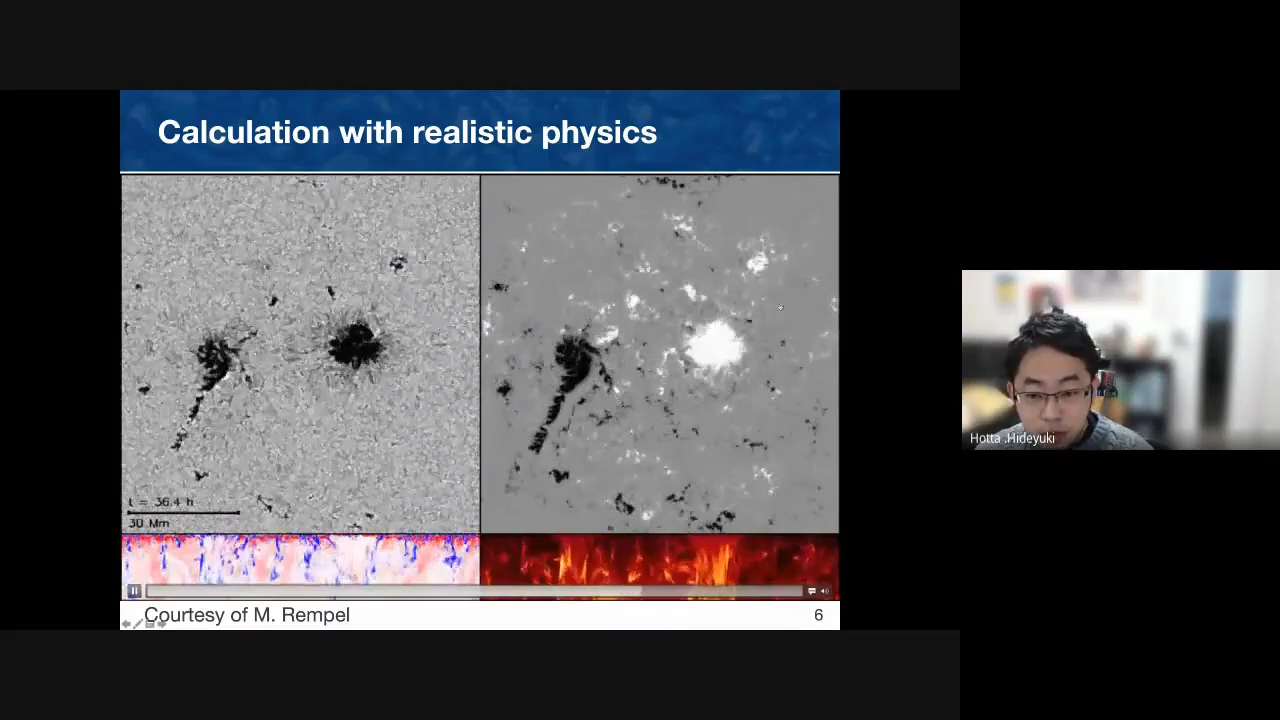 Calculation with realistic physics
t = 36.4 h
30 Mm
Courtesy of M. Rempel
6
Hotta .Hideyuki